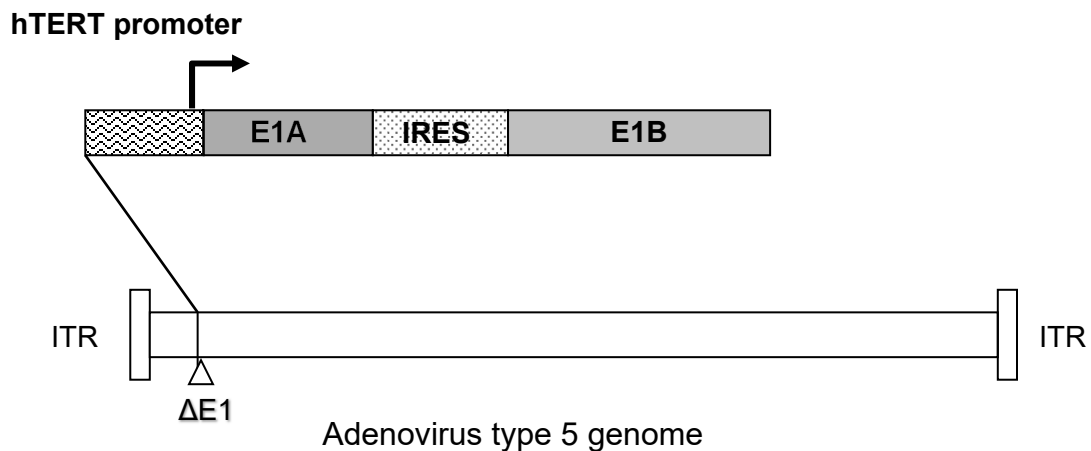 hTERT promoter
E1A IRES E1B
ITR ITR
ΔE1
Adenovirus type 5 genome